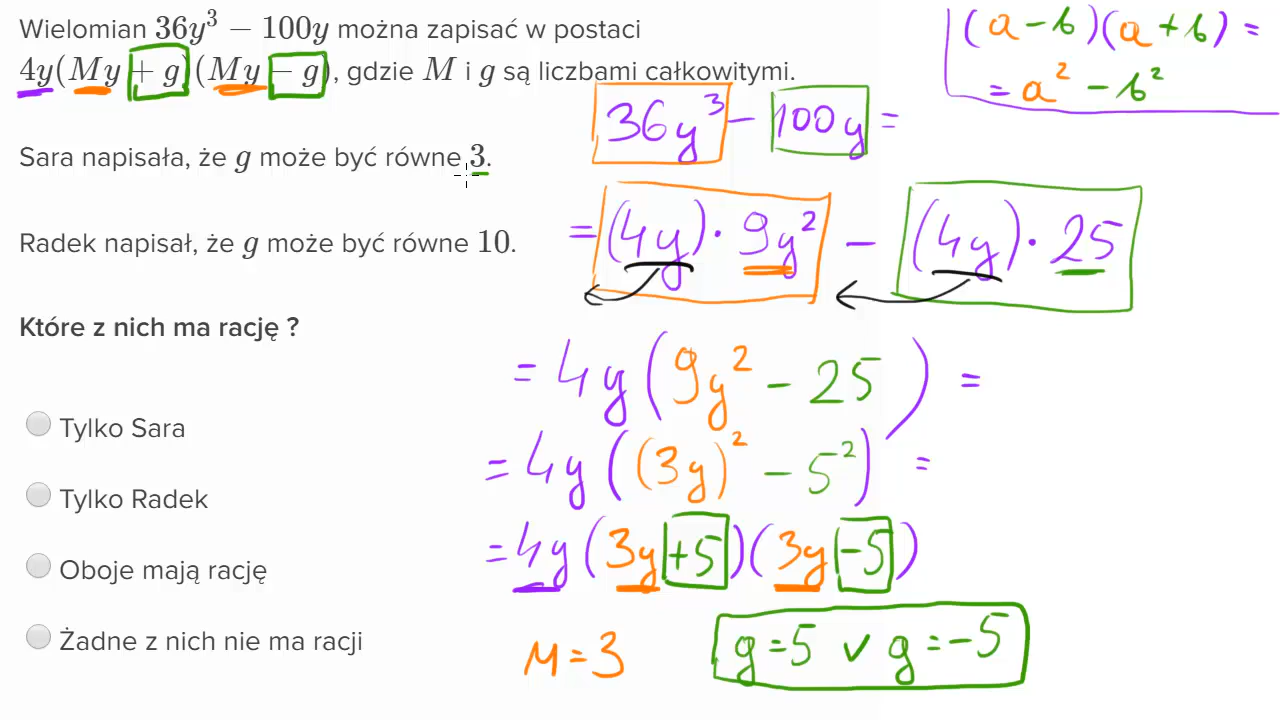 Wielomian 36y³ − 100y można zapisać w postaci
4y(My + g)(My − g), gdzie M i g są liczbami całkowitymi.
Sara napisała, że g może być równe 3.
Radek napisał, że g może być równe 10.
Które z nich ma rację ?
Tylko Sara
Tylko Radek
Oboje mają rację
Żadne z nich nie ma racji
(a - b)(a + b) =
= a² - b²
36y³ - 100y =
= (4y) · 9y² - (4y) · 25
= 4y (9y² - 25) =
= 4y ((3y)² - 5²) =
= 4y (3y + 5)(3y - 5)
M = 3
g = 5 ∨ g = -5